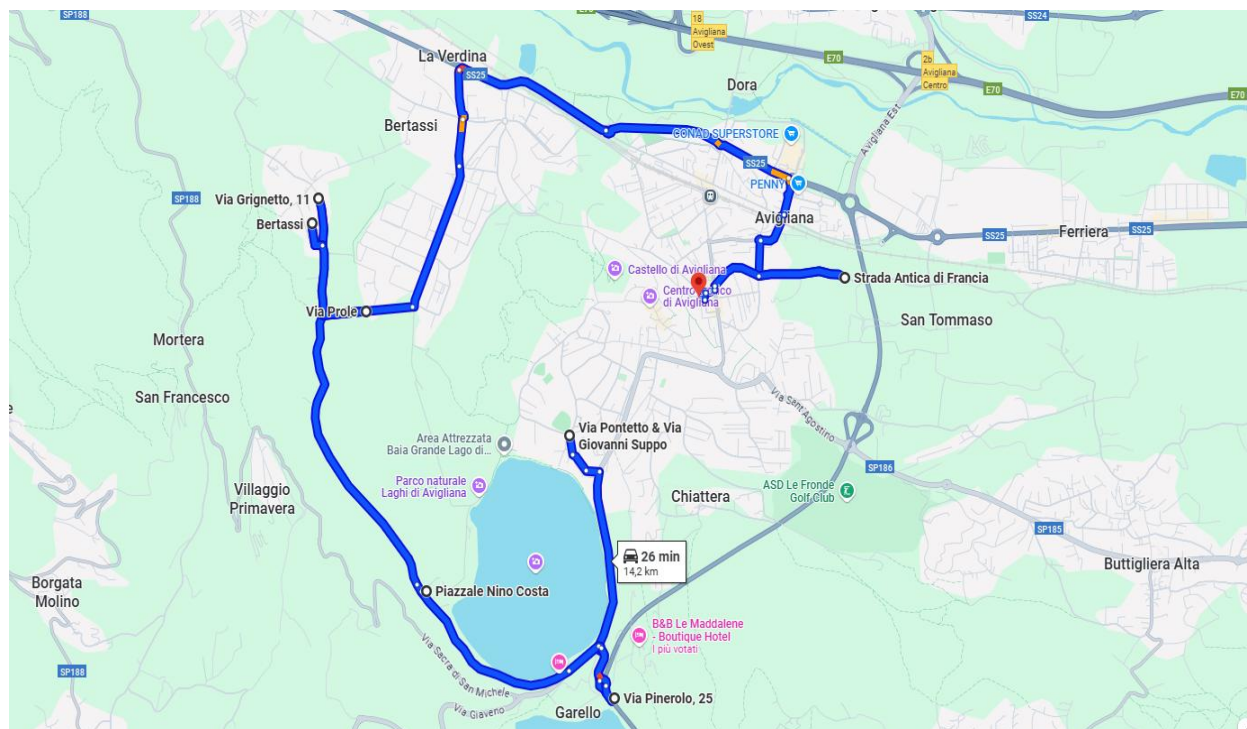 SP188
E70
18
Avigliana
Ovest
SS24
E70
2b
Avigliana
Centro
E70
E70
La Verdina
SS25
Dora
Bertassi
CONAD SUPERSTORE
Avigliana Est
SS25
PENNY
SP188
Via Grignetto, 11
Bertassi
Avigliana
SS25
Ferriera
SS25
Castello di Avigliana
Centro
di Avigliana
Strada Antica di Francia
Via Prole
San Tommaso
Mortera
San Francesco
Via Sant'Agostino
Via Pontetto & Via
Giovanni Suppo
Area Attrezzata
Baia Grande Lago di...
SP186
Parco naturale
Laghi di Avigliana
Villaggio
Primavera
Chiattera
ASD Le Fronde
Golf Club
SP185
26 min
14,2 km
Buttigliera Alta
Borgata
Molino
Piazzale Nino Costa
B&B Le Maddalene
- Boutique Hotel
I più votati
Via Sacra di San Michele
SP188
Via Giaveno
Garello
Via Pinerolo, 25